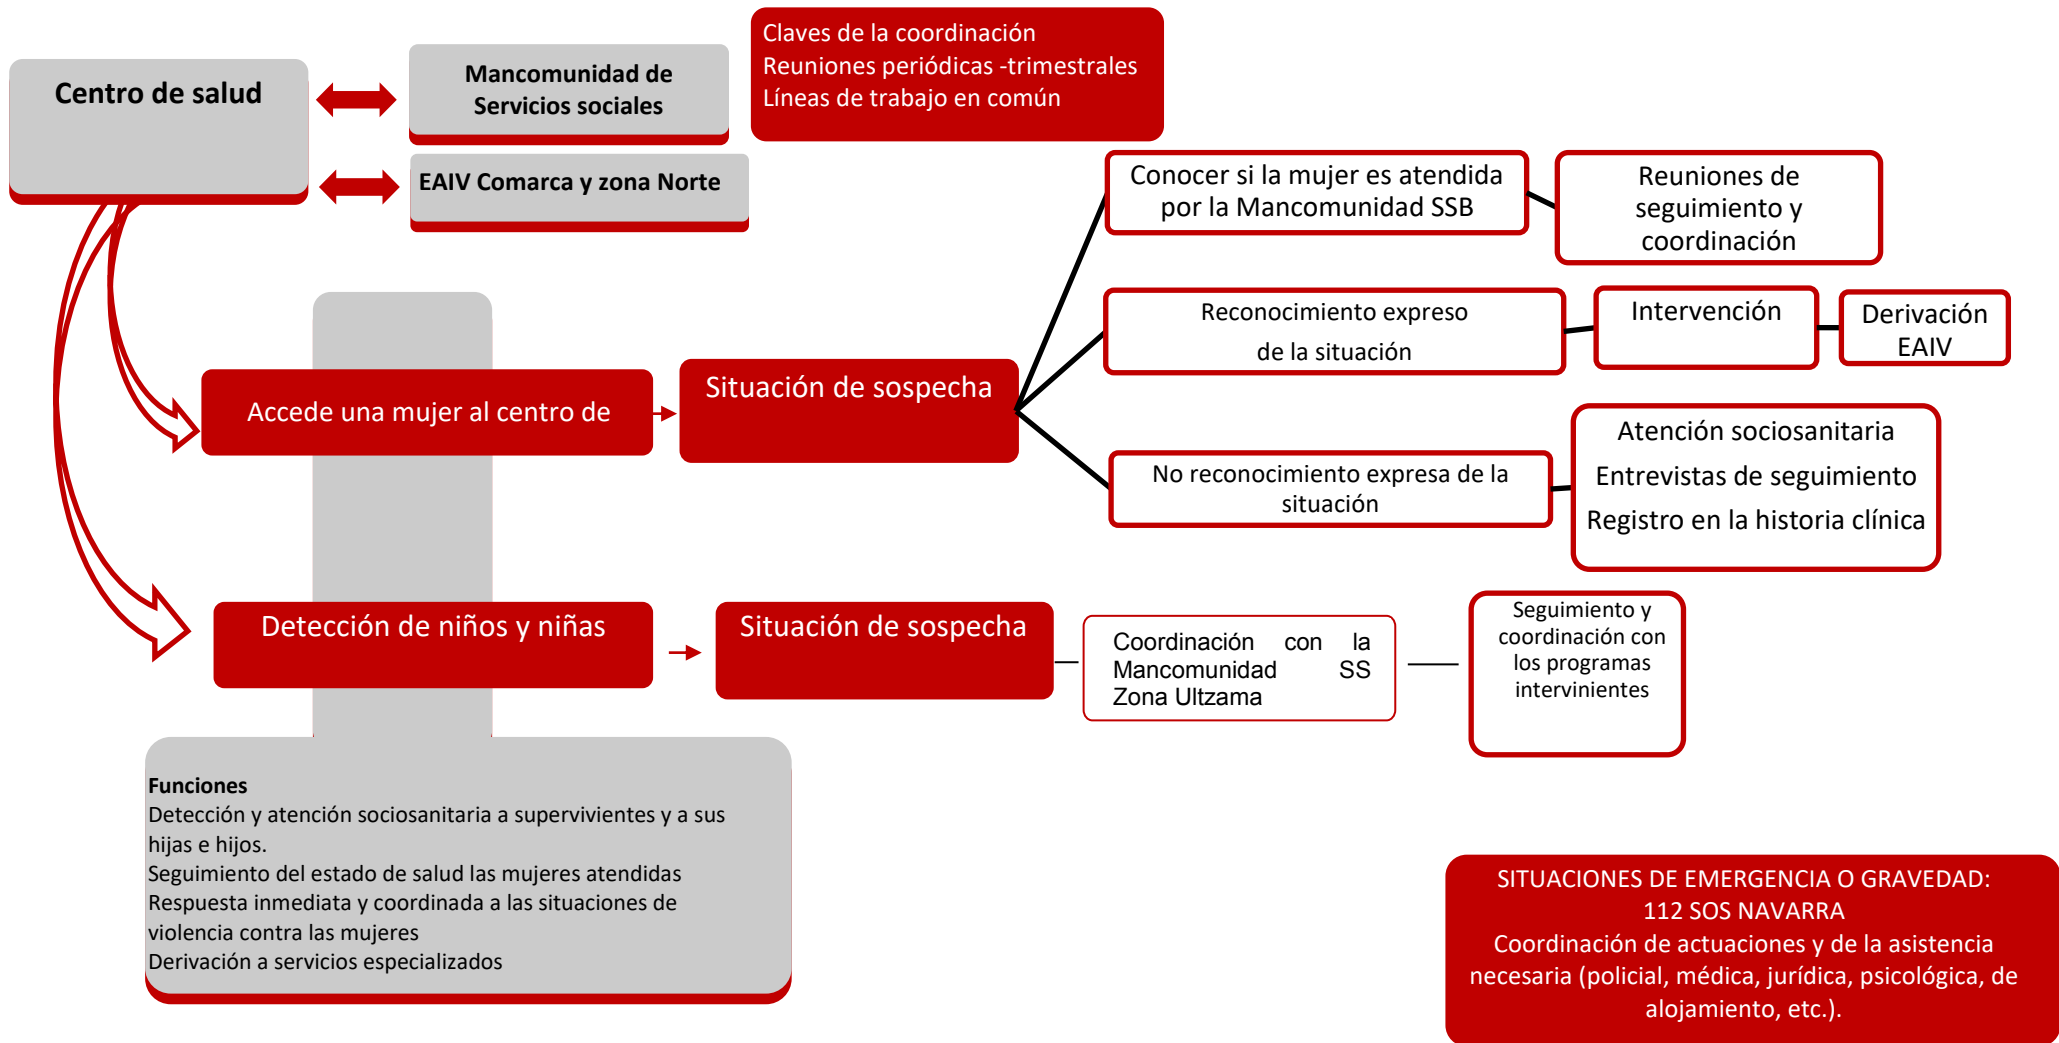 Centro de salud
Mancomunidad de
Servicios sociales
EAIV Comarca y zona Norte
Claves de la coordinación
Reuniones periódicas -trimestrales
Líneas de trabajo en común
Accede una mujer al centro de
Situación de sospecha
Conocer si la mujer es atendida
por la Mancomunidad SSB
Reuniones de
seguimiento y
coordinación
Reconocimiento expreso
de la situación
Intervención
Derivación
EAIV
No reconocimiento expresa de la
situación
Atención sociosanitaria
Entrevistas de seguimiento
Registro en la historia clínica
Detección de niños y niñas
Situación de sospecha
Coordinación con la
Mancomunidad SS
Zona Ultzama
Seguimiento y
coordinación con
los programas
intervinientes
Funciones
Detección y atención sociosanitaria a supervivientes y a sus
hijas e hijos.
Seguimiento del estado de salud las mujeres atendidas
Respuesta inmediata y coordinada a las situaciones de
violencia contra las mujeres
Derivación a servicios especializados
SITUACIONES DE EMERGENCIA O GRAVEDAD:
112 SOS NAVARRA
Coordinación de actuaciones y de la asistencia
necesaria (policial, médica, jurídica, psicológica, de
alojamiento, etc.).